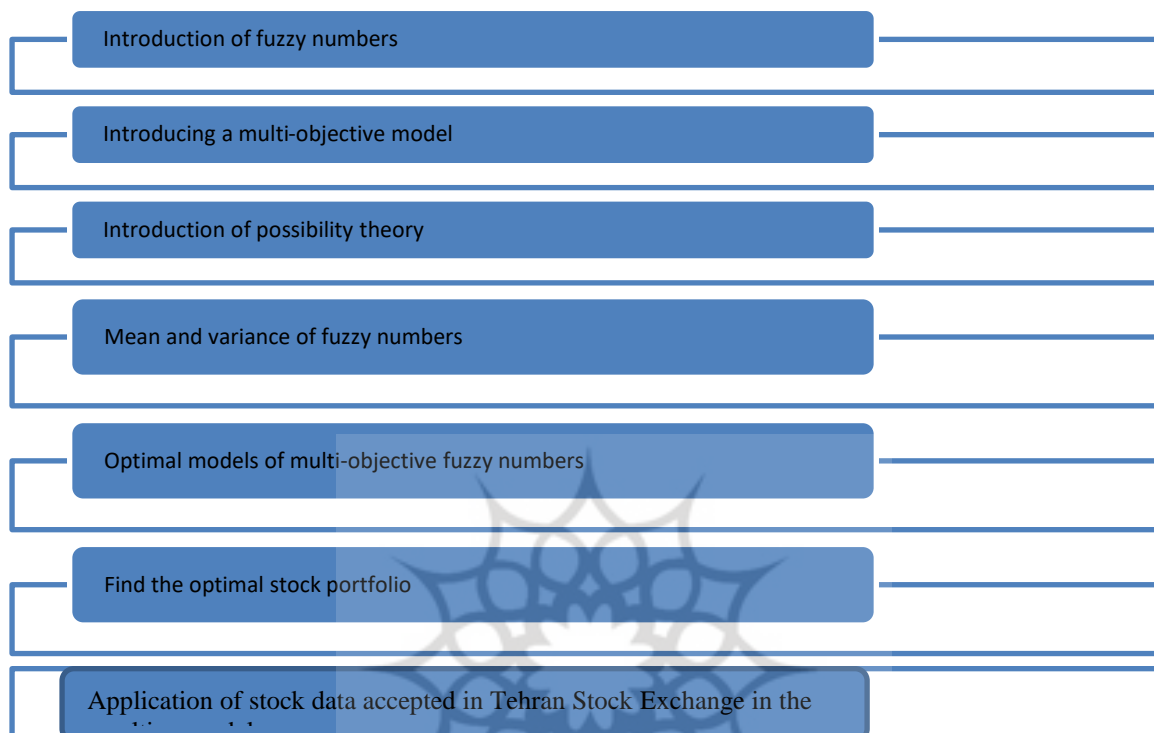 Introduction of fuzzy numbers
Introducing a multi-objective model
Introduction of possibility theory
Mean and variance of fuzzy numbers
Optimal models of multi-objective fuzzy numbers
Find the optimal stock portfolio
Application of stock data accepted in Tehran Stock Exchange in the